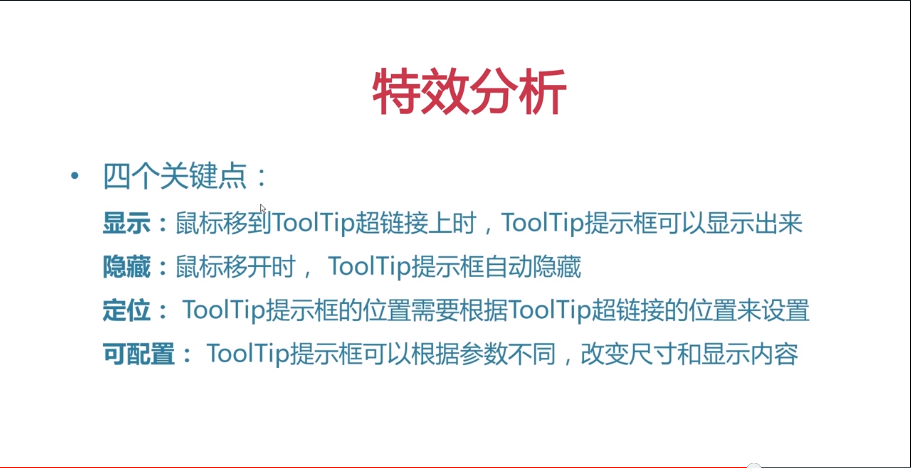 特效分析
• 四个关键点：
显示：鼠标移到ToolTip超链接上时，ToolTip提示框可以显示出来
隐藏：鼠标移开时， ToolTip提示框自动隐藏
定位： ToolTip提示框的位置需要根据ToolTip超链接的位置来设置
可配置： ToolTip提示框可以根据参数不同，改变尺寸和显示内容